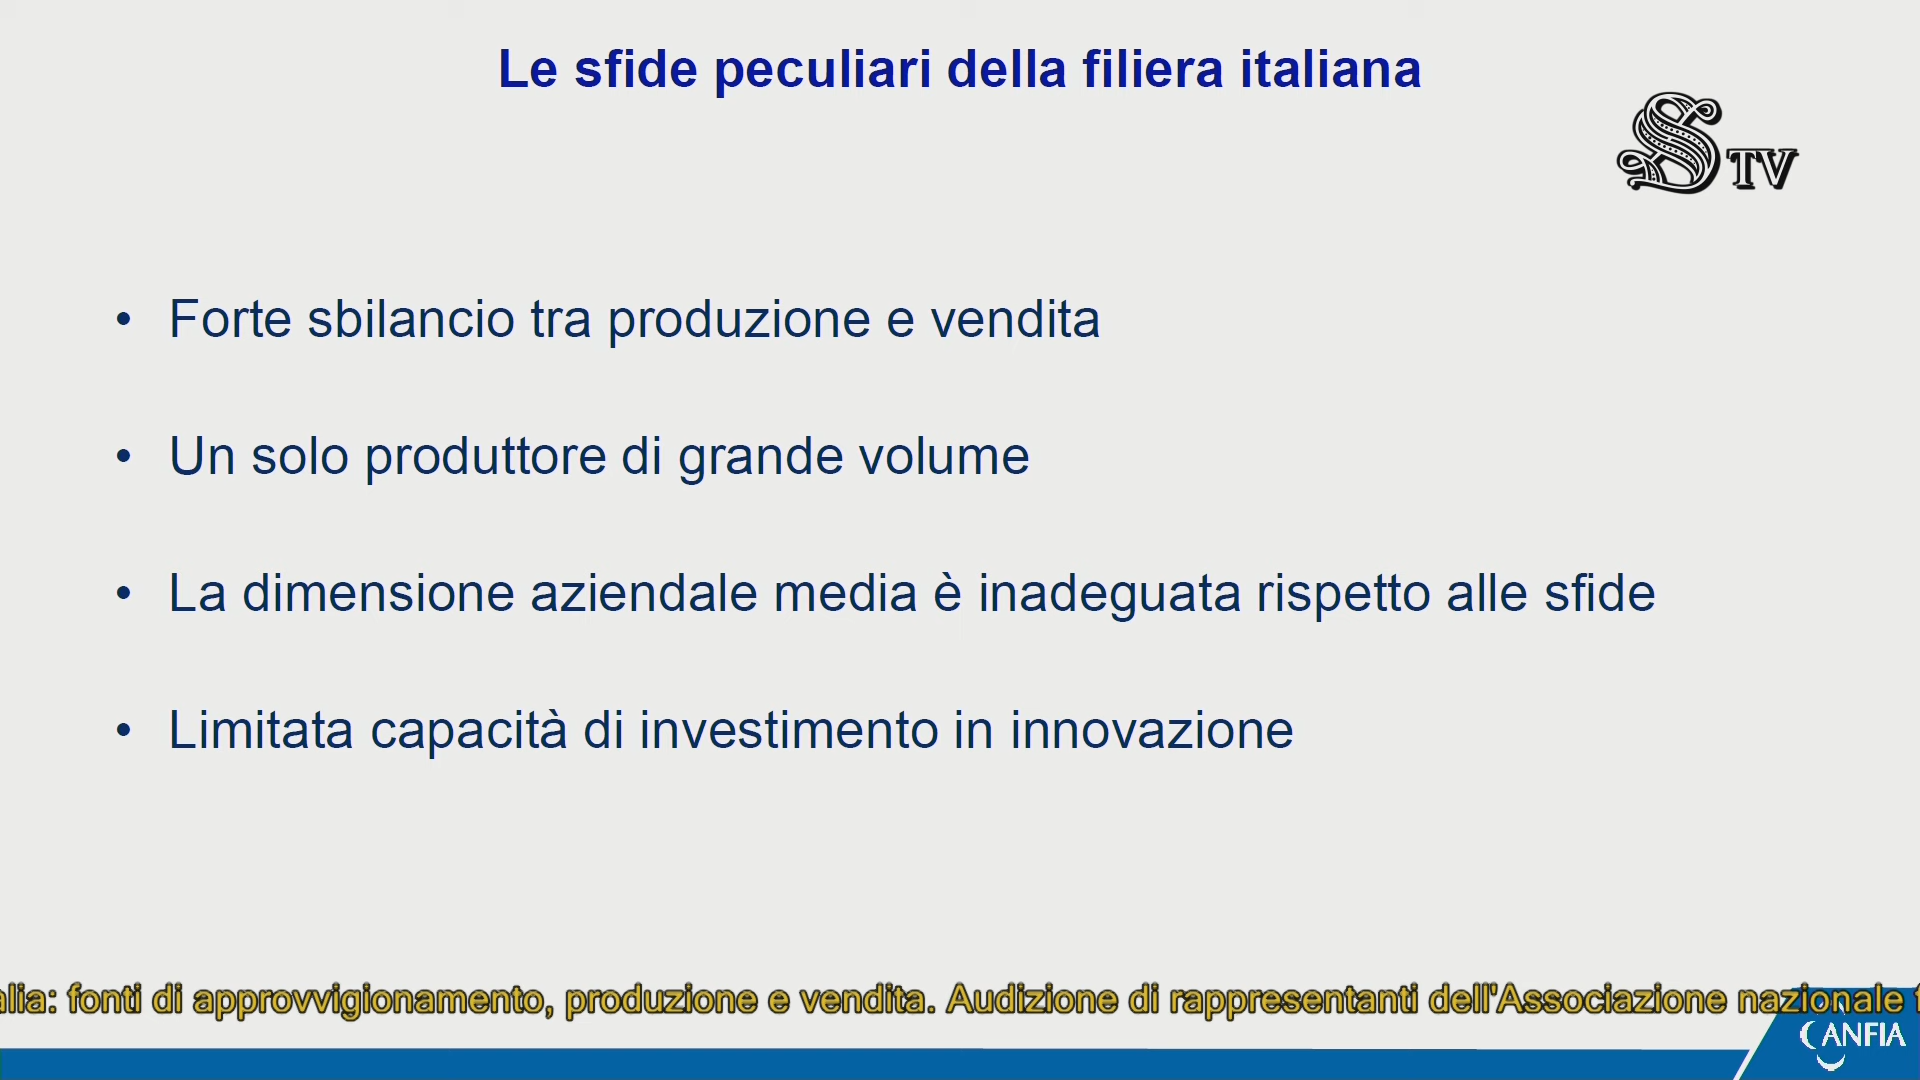 Le sfide peculiari della filiera italiana
S TV
• Forte sbilancio tra produzione e vendita
• Un solo produttore di grande volume
• La dimensione aziendale media è inadeguata rispetto alle sfide
• Limitata capacità di investimento in innovazione
alia: fonti di approvvigionamento, produzione e vendita. Audizione di rappresentanti dell'Associazione nazionale f
ANFIA